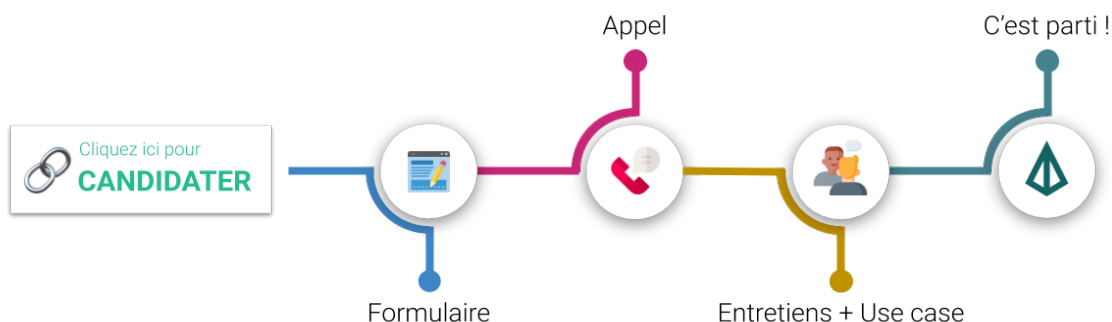 Cliquez ici pour
CANDIDATER
Formulaire
Appel
Entretiens + Use case
C’est parti !